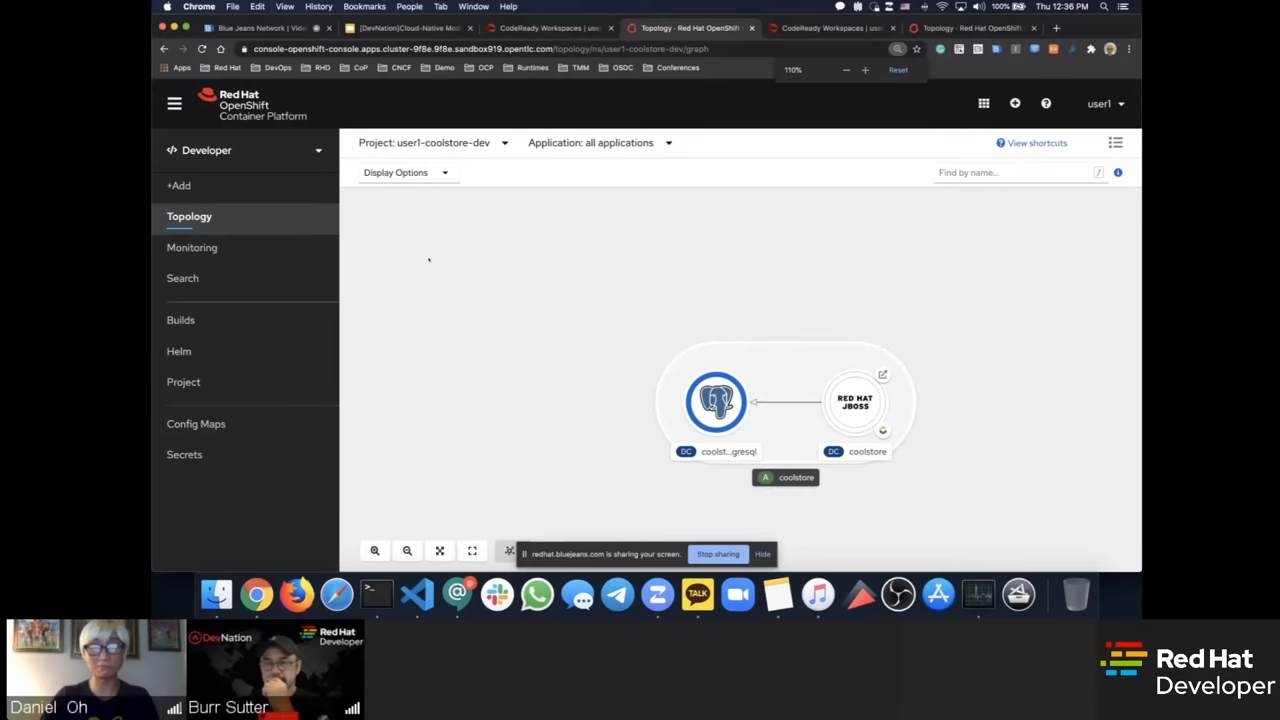 Chrome File Edit View History Bookmarks People Tab Window Help
100% Thu 12:36 PM
Blue Jeans Network | Vid
[DevNation]Cloud-Native Mod
CodeReady Workspaces | user
Topology · Red Hat OpenShift
CodeReady Workspaces | user
Topology · Red Hat OpenShift
console-openshift-console.apps.cluster-9f8e.9f8e.sandbox919.opentlc.com/topology/ns/user1-coolstore-dev/graph
Apps Red Hat DevOps RHD CoP CNCF Demo OCP Runtimes TMM OSDC Conferences
110% − + Reset
Red Hat
OpenShift
Container Platform
user1
</> Developer
+Add
Topology
Monitoring
Search
Builds
Helm
Project
Config Maps
Secrets
Project: user1-coolstore-dev
Application: all applications
View shortcuts
Display Options
Find by name...
/
RED HAT
JBOSS
DC coolst...gresql
DC coolstore
A coolstore
redhat.bluejeans.com is sharing your screen.
Stop sharing
Hide
TALK
Daniel Oh
DevNation
Red Hat
Developer
Burr Sutter
Red Hat
Developer